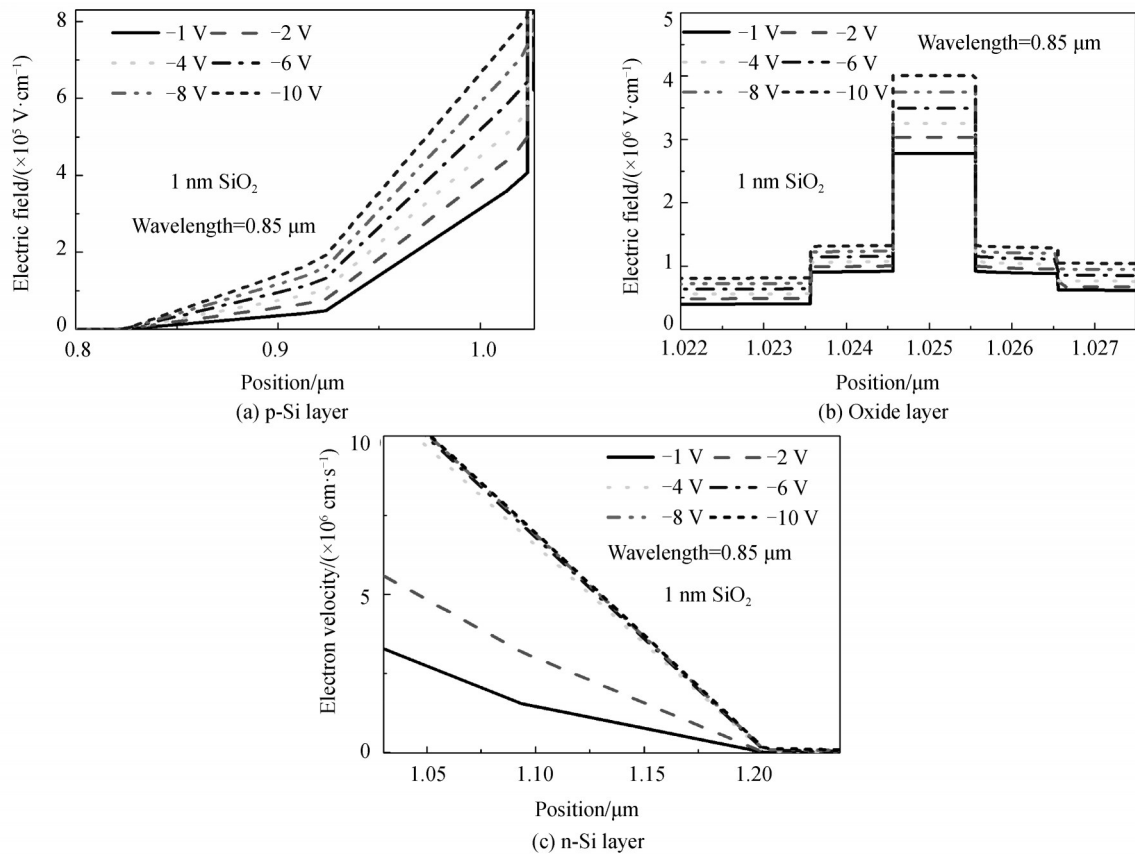 8
6
4
2
0
Electric field/(×10⁵ V·cm⁻¹)
−1 V −2 V
−4 V −6 V
−8 V −10 V
1 nm SiO₂
Wavelength=0.85 μm
0.8 0.9 1.0
Position/μm
(a) p-Si layer
5
4
3
2
1
0
Electric field/(×10⁶ V·cm⁻¹)
−1 V −2 V
−4 V −6 V
−8 V −10 V
Wavelength=0.85 μm
1 nm SiO₂
1.022 1.023 1.024 1.025 1.026 1.027
Position/μm
(b) Oxide layer
10
5
0
Electron velocity/(×10⁶ cm·s⁻¹)
−1 V −2 V
−4 V −6 V
−8 V −10 V
Wavelength=0.85 μm
1 nm SiO₂
1.05 1.10 1.15 1.20
Position/μm
(c) n-Si layer